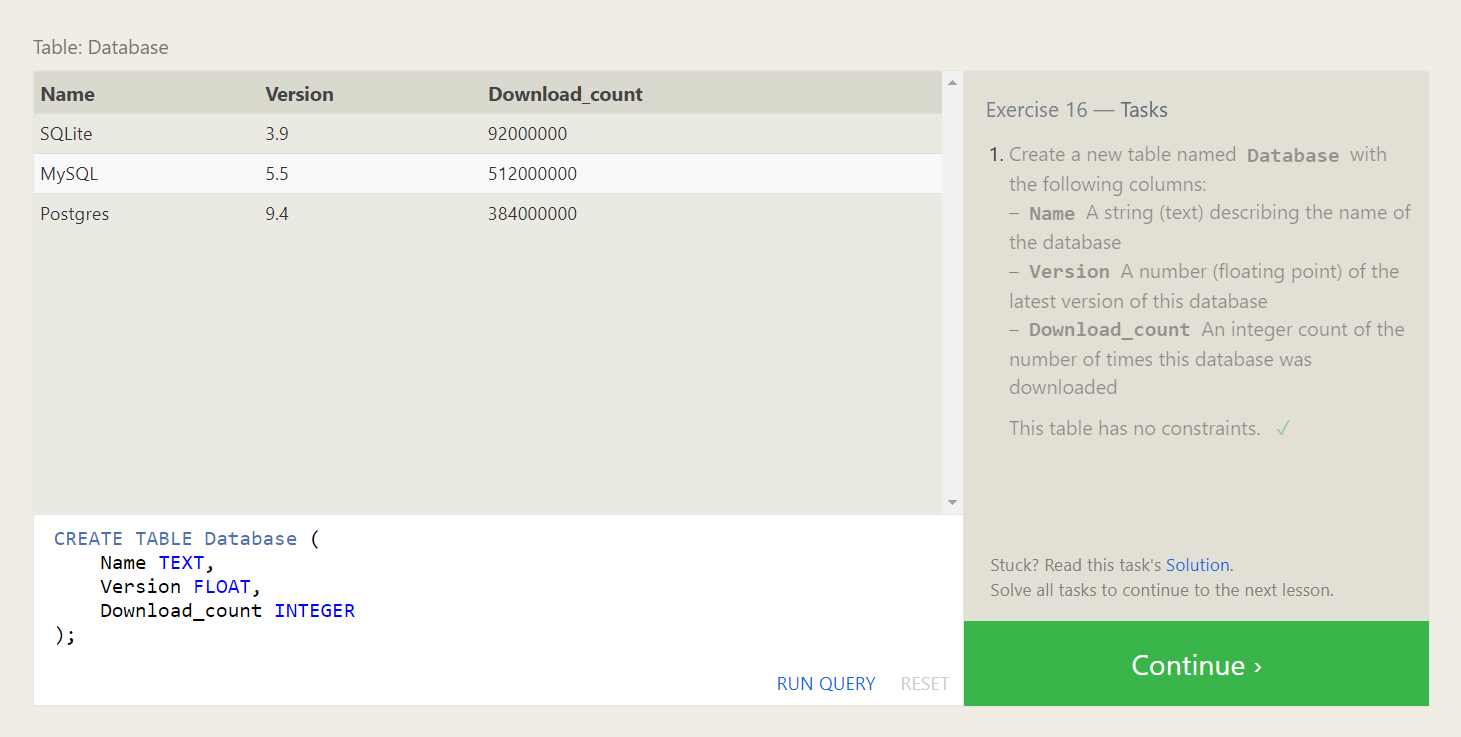 Table: Database
Name Version Download_count
SQLite 3.9 92000000
MySQL 5.5 512000000
Postgres 9.4 384000000
CREATE TABLE Database (
    Name TEXT,
    Version FLOAT,
    Download_count INTEGER
);
RUN QUERY RESET
Exercise 16 — Tasks
1. Create a new table named Database with
the following columns:
– Name A string (text) describing the name of
the database
– Version A number (floating point) of the
latest version of this database
– Download_count An integer count of the
number of times this database was
downloaded
This table has no constraints. ✓
Stuck? Read this task's Solution.
Solve all tasks to continue to the next lesson.
Continue ›